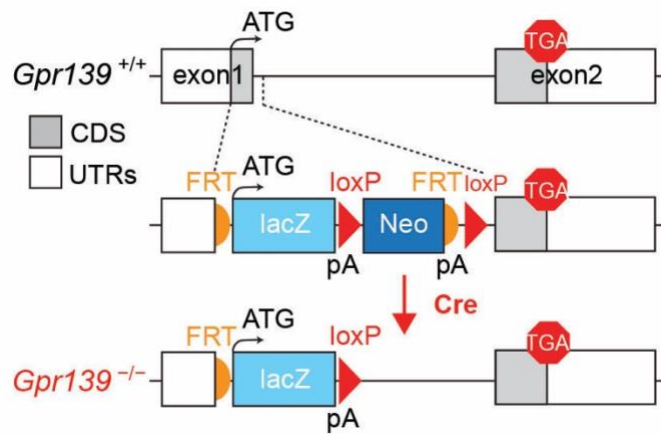 ATG
Gpr139 +/+ exon1 TGA exon2
CDS
UTRs
FRT ATG loxP FRT loxP
lacZ Neo TGA
pA pA
Cre
FRT ATG loxP
Gpr139 −/− lacZ TGA
pA